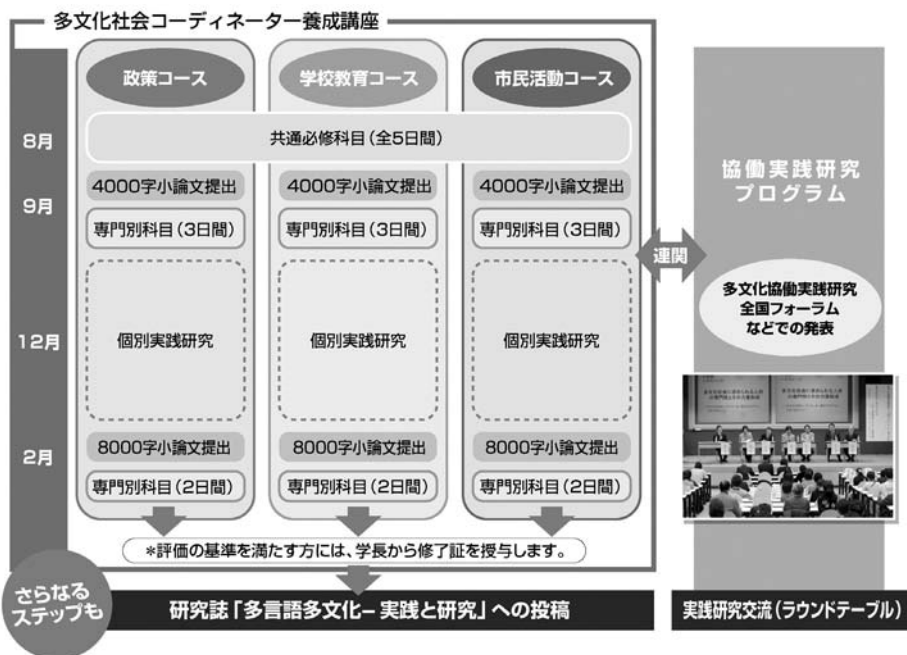 多文化社会コーディネーター養成講座
政策コース
学校教育コース
市民活動コース
8月
共通必修科目(全5日間)
9月
4000字小論文提出
4000字小論文提出
4000字小論文提出
専門別科目(3日間)
専門別科目(3日間)
専門別科目(3日間)
12月
個別実践研究
個別実践研究
個別実践研究
2月
8000字小論文提出
8000字小論文提出
8000字小論文提出
専門別科目(2日間)
専門別科目(2日間)
専門別科目(2日間)
*評価の基準を満たす方には、学長から修了証を授与します。
さらなる
ステップも
研究誌「多言語多文化−実践と研究」への投稿
連関
協働実践研究
プログラム
多文化協働実践研究
全国フォーラム
などでの発表
実践研究交流(ラウンドテーブル)